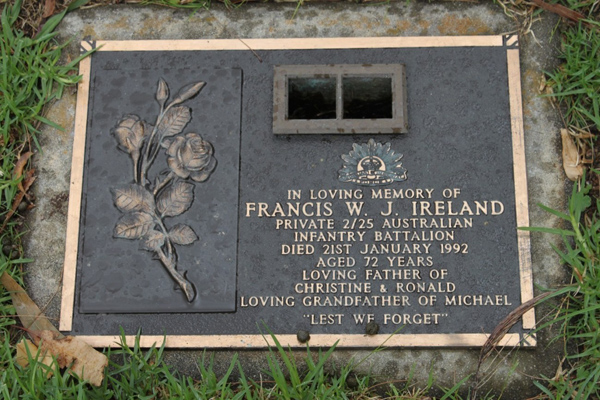 IN LOVING MEMORY OF
FRANCIS W. J. IRELAND
PRIVATE 2/25 AUSTRALIAN
INFANTRY BATTALION
DIED 21ST JANUARY 1992
AGED 72 YEARS
LOVING FATHER OF
CHRISTINE & RONALD
LOVING GRANDFATHER OF MICHAEL
"LEST WE FORGET"